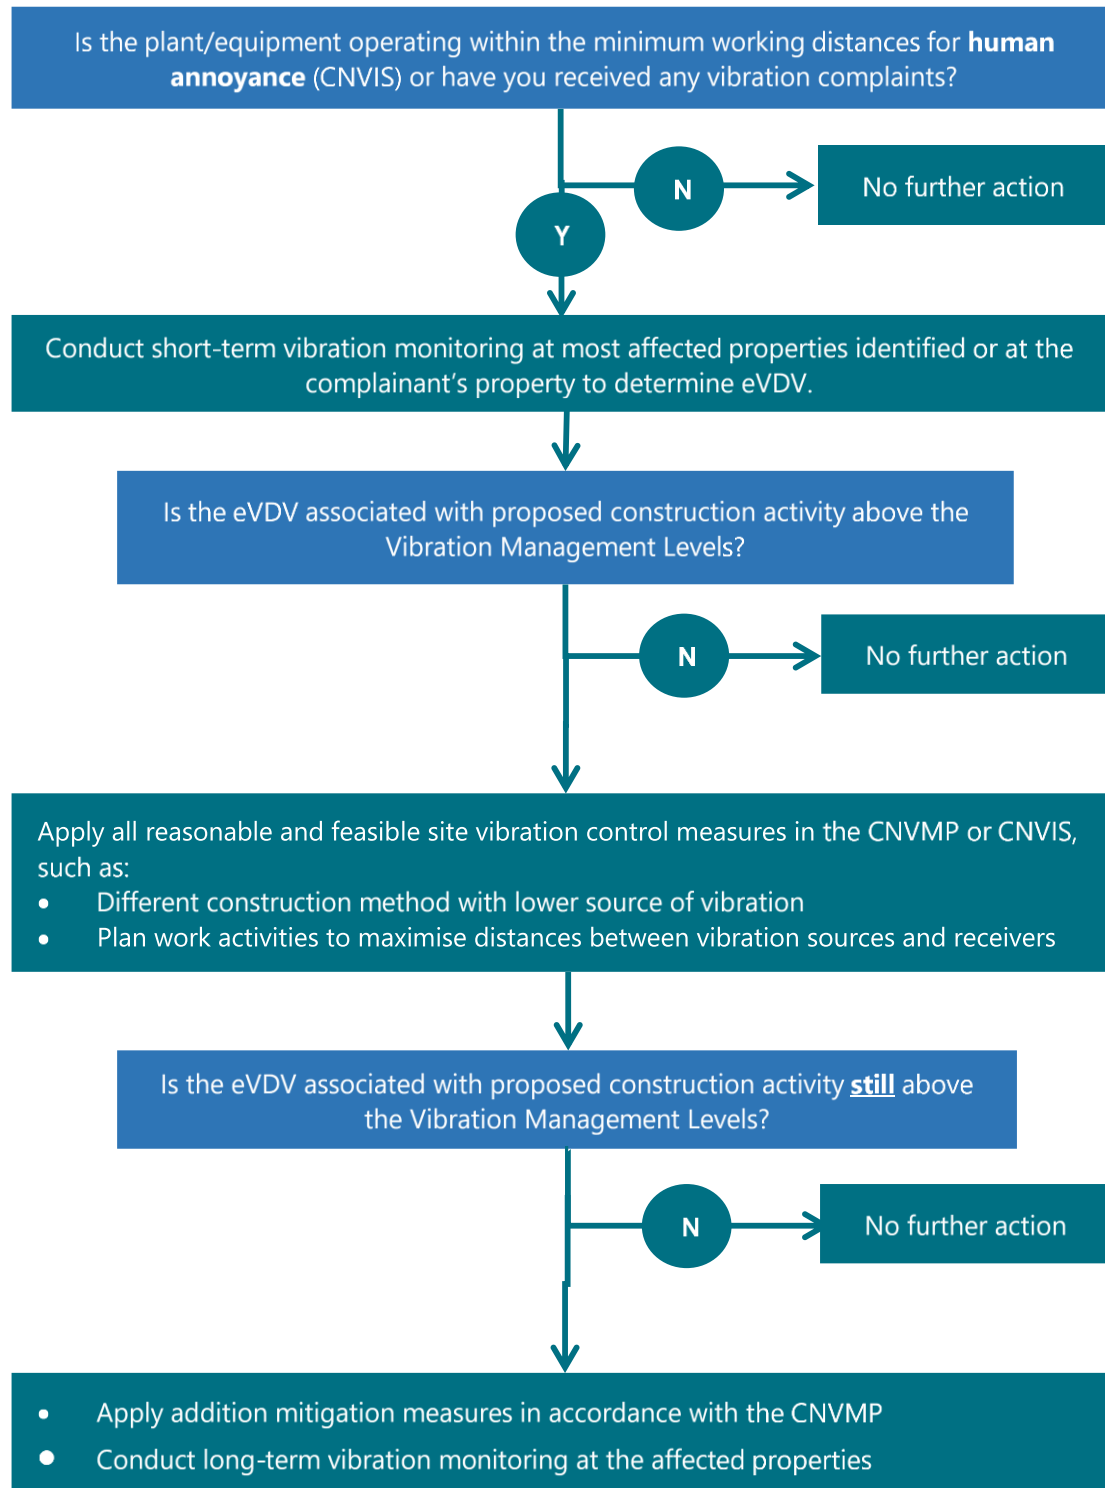 Is the plant/equipment operating within the minimum working distances for human
annoyance (CNVIS) or have you received any vibration complaints?
N
No further action
Y
Conduct short-term vibration monitoring at most affected properties identified or at the
complainant’s property to determine eVDV.
Is the eVDV associated with proposed construction activity above the
Vibration Management Levels?
N
No further action
Apply all reasonable and feasible site vibration control measures in the CNVMP or CNVIS,
such as:
• Different construction method with lower source of vibration
• Plan work activities to maximise distances between vibration sources and receivers
Is the eVDV associated with proposed construction activity still above
the Vibration Management Levels?
N
No further action
• Apply addition mitigation measures in accordance with the CNVMP
• Conduct long-term vibration monitoring at the affected properties